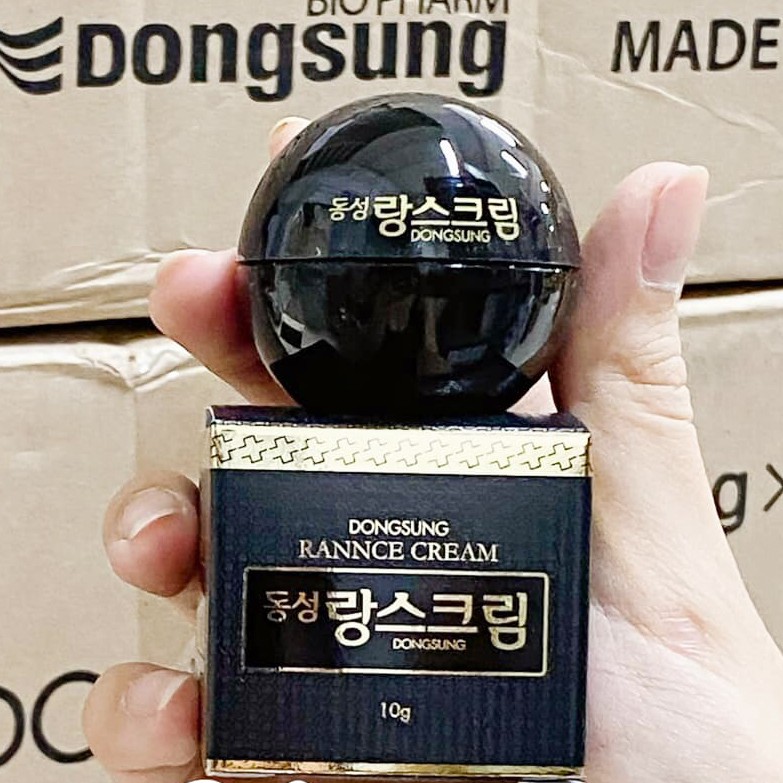 BIO PHARM
Dongsung
MADE
동성 랑스크림
DONGSUNG
DONGSUNG
RANNCE CREAM
동성 랑스크림
DONGSUNG
10g